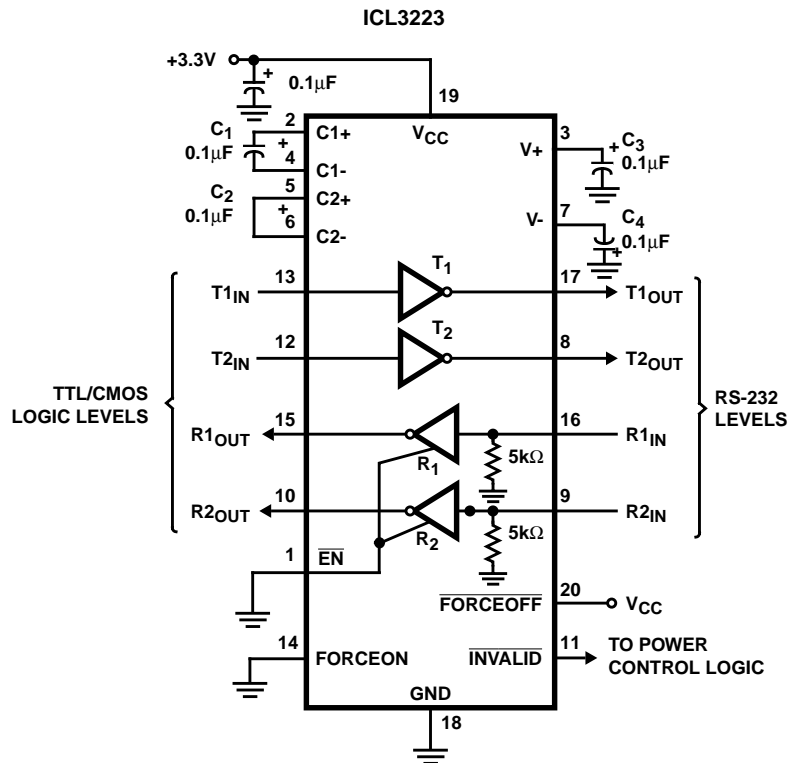 ICL3223
+3.3V
+
0.1μF
19
VCC
2
C1+
C1
0.1μF
+
4
C1-
5
C2+
C2
0.1μF
+
6
C2-
3
V+
+
C3
0.1μF
7
V-
C4
0.1μF
+
T1IN
13
T1
17
T1OUT
T2IN
12
T2
8
T2OUT
TTL/CMOS
LOGIC LEVELS
RS-232
LEVELS
R1OUT
15
R1
16
R1IN
5kΩ
R2OUT
10
R2
9
R2IN
5kΩ
1
EN
FORCEOFF
20
VCC
14
FORCEON
INVALID
11
TO POWER
CONTROL LOGIC
GND
18